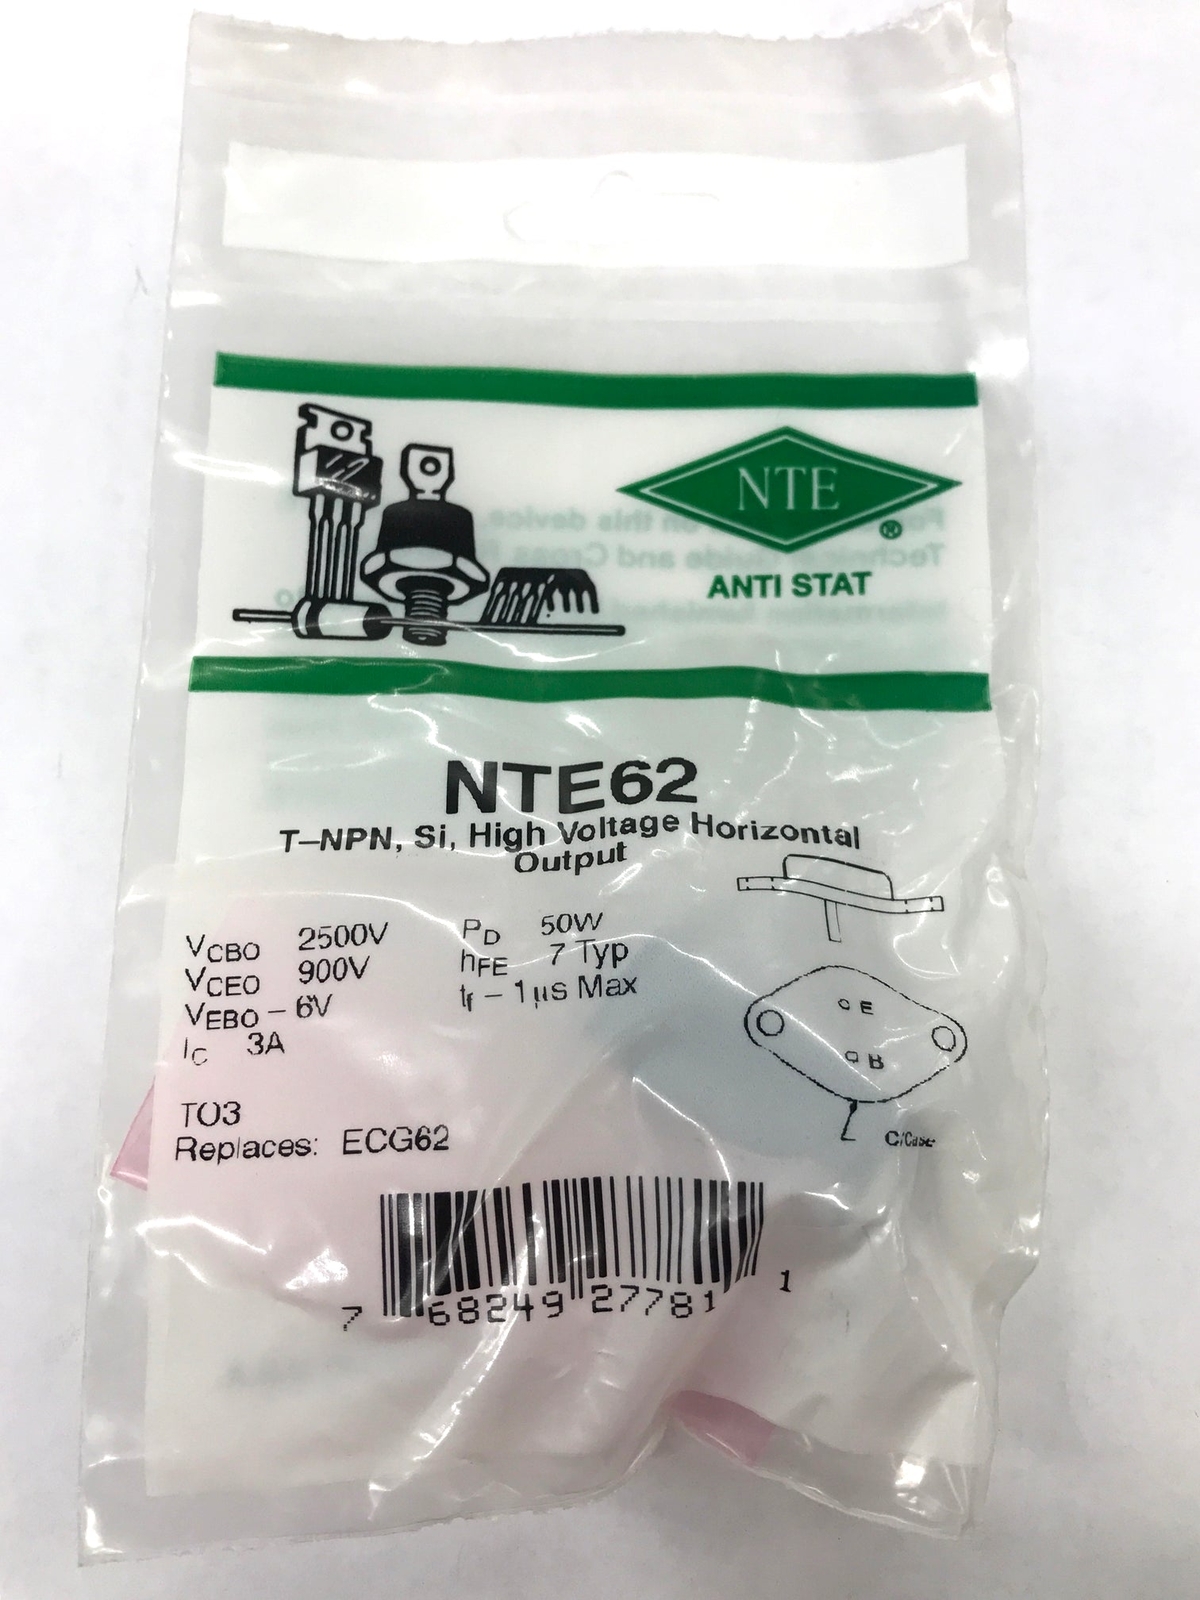 NTE
®
ANTI STAT
NTE62
T–NPN, Si, High Voltage Horizontal
Output
VCBO 2500V
VCEO 900V
VEBO – 6V
IC 3A
PD 50W
hFE 7 Typ
tf – 1µs Max
E
B
C/Case
TO3
Replaces: ECG62
7 68249 27781 1